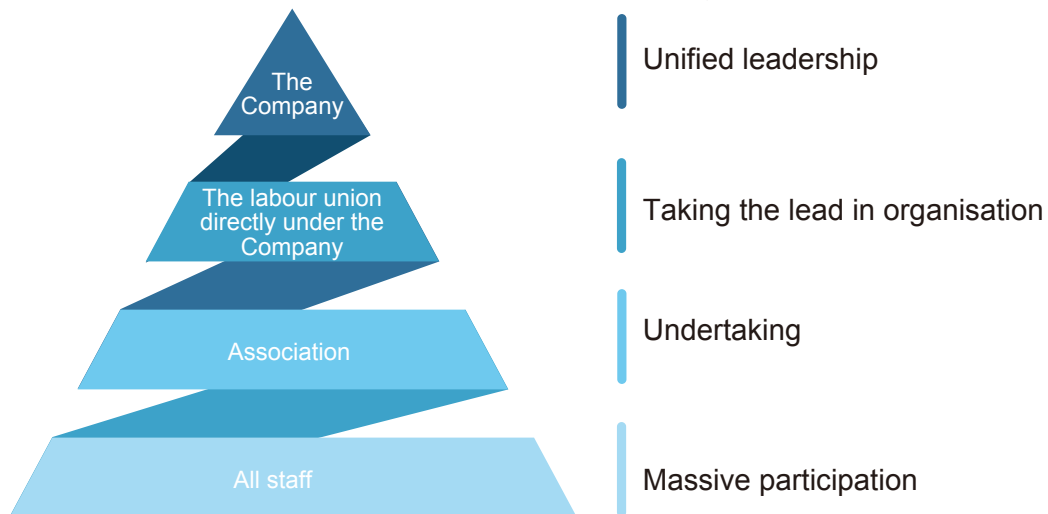 The
Company
Unified leadership
The labour union
directly under the
Company
Taking the lead in organisation
Association
Undertaking
All staff
Massive participation